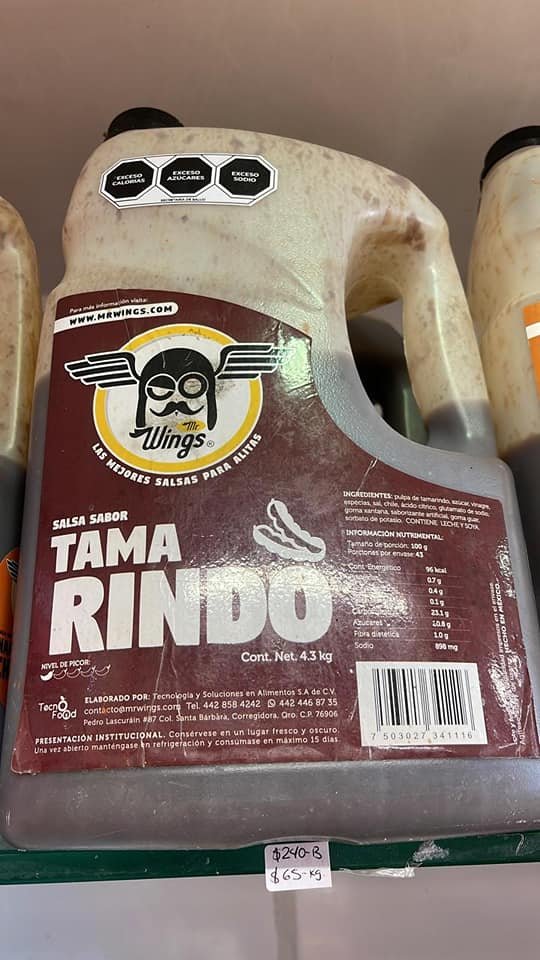 EXCESO
CALORÍAS
EXCESO
AZÚCARES
EXCESO
SODIO
SECRETARÍA DE SALUD
Para más información visita:
WWW.MRWINGS.COM
Mr.
Wings®
LAS MEJORES SALSAS PARA ALITAS
SALSA SABOR
TAMA
RINDO
Cont. Net. 4.3 kg
NIVEL DE PICOR:
INGREDIENTES: pulpa de tamarindo, azúcar, vinagre,
especias, sal, chile, ácido cítrico, glutamato de sodio,
goma xantana, saborizante artificial, goma guar,
sorbato de potasio. CONTIENE LECHE Y SOYA.
INFORMACIÓN NUTRIMENTAL:
Tamaño de porción: 100 g
Porciones por envase: 43
Cont. Energético 96 kcal
0.7 g
0.4 g
0.1 g
23.1 g
Azúcares 20.8 g
Fibra dietética 1.0 g
Sodio 898 mg
HECHO EN MÉXICO
TecnO
Food
ELABORADO POR: Tecnología y Soluciones en Alimentos S.A de C.V.
contacto@mrwings.com Tel. 442 858 4242 442 446 87 35
Pedro Lascuráin #87 Col. Santa Bárbara, Corregidora, Qro. C.P. 76906
PRESENTACIÓN INSTITUCIONAL. Consérvese en un lugar fresco y oscuro.
Una vez abierto manténgase en refrigeración y consúmase en máximo 15 días.
7 503027 341116
$240-B
$65-kg.